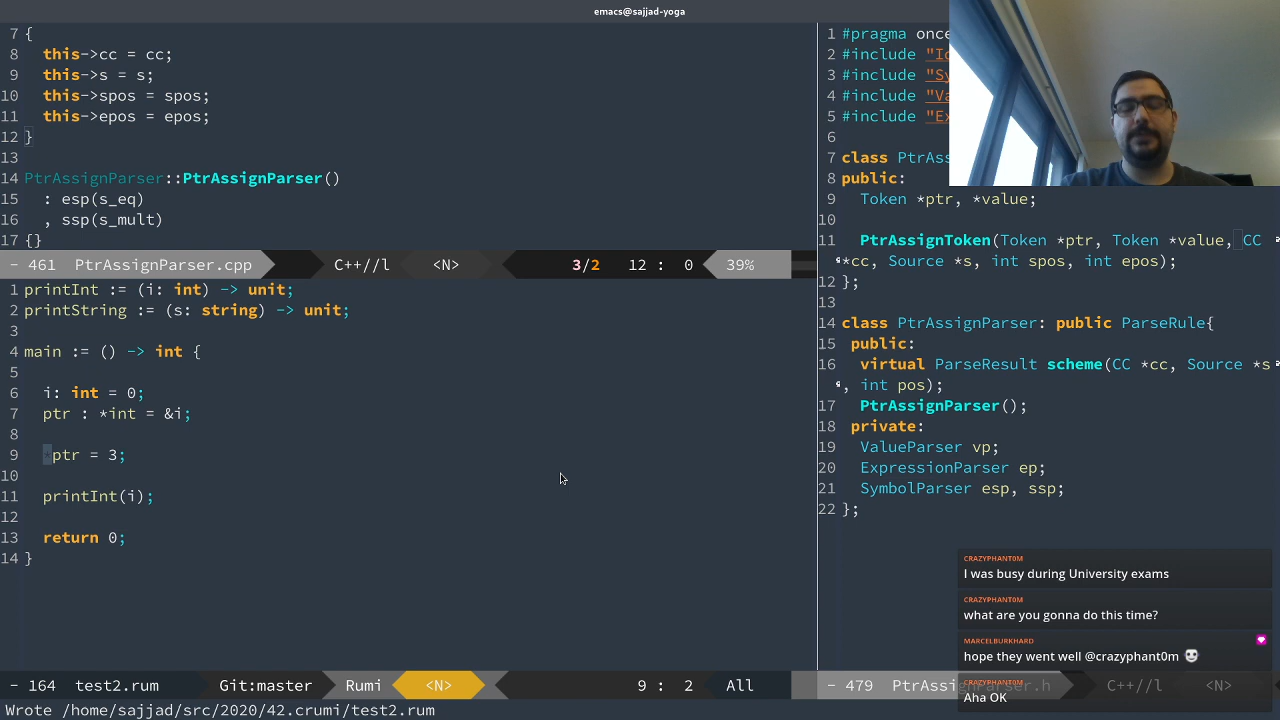 emacs@sajjad-yoga
7 {
8 this->cc = cc;
9 this->s = s;
10 this->spos = spos;
11 this->epos = epos;
12 }
13
14 PtrAssignParser::PtrAssignParser()
15 : esp(s_eq)
16 , ssp(s_mult)
17 {}
- 461 PtrAssignParser.cpp C++//l <N> 3/2 12 : 0 39%
1 printInt := (i: int) -> unit;
2 printString := (s: string) -> unit;
3
4 main := () -> int {
5
6 i: int = 0;
7 ptr : *int = &i;
8
9 *ptr = 3;
10
11 printInt(i);
12
13 return 0;
14 }
- 164 test2.rum Git:master Rumi <N> 9 : 2 All
Wrote /home/sajjad/src/2020/42.crumi/test2.rum
1 #pragma once
2 #include
3 #include
4 #include
5 #include
6
7 class
8 public:
9 Token *ptr, *value;
10
11 PtrAssignToken(Token *ptr, Token *value, CC
*cc, Source *s, int spos, int epos);
12 };
13
14 class PtrAssignParser: public ParseRule{
15 public:
16 virtual ParseResult scheme(CC *cc, Source *s
, int pos);
17 PtrAssignParser();
18 private:
19 ValueParser vp;
20 ExpressionParser ep;
21 SymbolParser esp, ssp;
22 };
- 479 PtrAssignParser.h C++//l <N>
CRAZYPHANT0M
I was busy during University exams
CRAZYPHANT0M
what are you gonna do this time?
MARCELBURKHARD
hope they went well @crazyphant0m
CRAZYPHANT0M
Aha OK